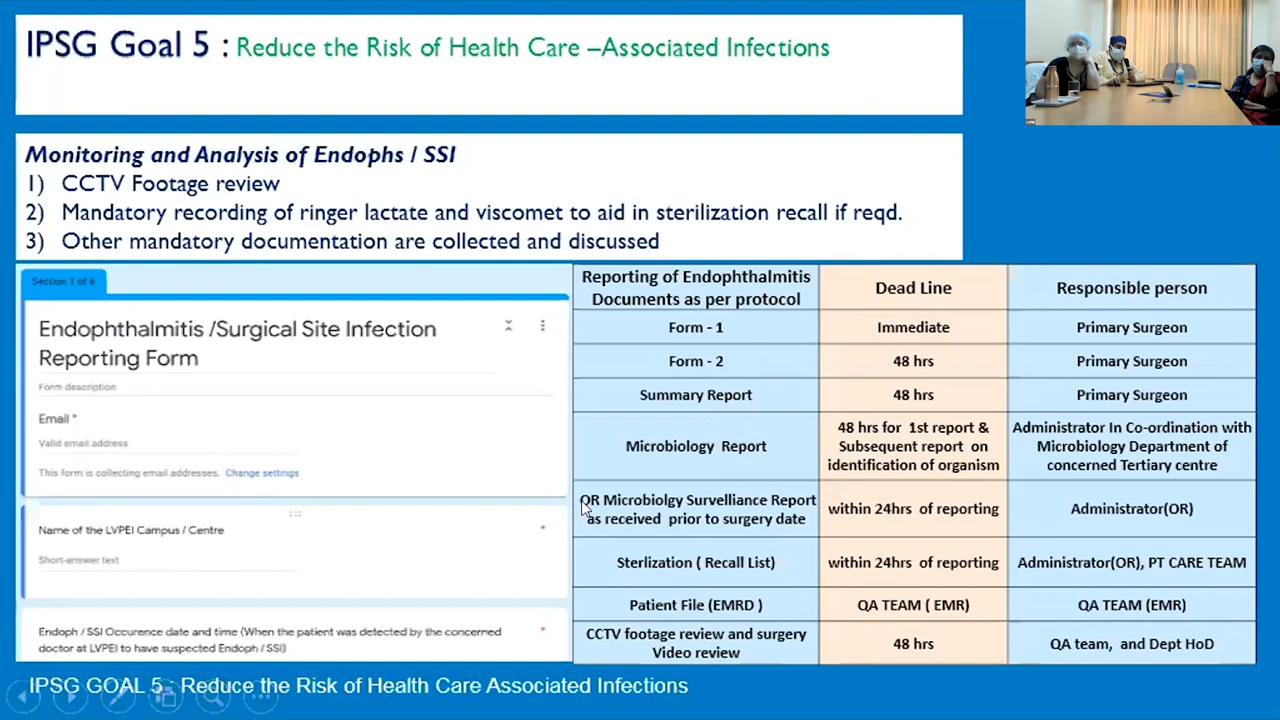 IPSG Goal 5 : Reduce the Risk of Health Care –Associated Infections
Monitoring and Analysis of Endophs / SSI
1) CCTV Footage review
2) Mandatory recording of ringer lactate and viscomet to aid in sterilization recall if reqd.
3) Other mandatory documentation are collected and discussed
Section 1 of 6
Endophthalmitis /Surgical Site Infection
Reporting Form
Form description
Email *
Valid email address
This form is collecting email addresses. Change settings
Name of the LVPEI Campus / Centre *
Short-answer text
Endoph / SSI Occurence date and time (When the patient was detected by the concerned *
doctor at LVPEI to have suspected Endoph / SSI)
Reporting of Endophthalmitis
Documents as per protocol
Dead Line
Responsible person
Form - 1
Immediate
Primary Surgeon
Form - 2
48 hrs
Primary Surgeon
Summary Report
48 hrs
Primary Surgeon
Microbiology Report
48 hrs for 1st report &
Subsequent report on
identification of organism
Administrator In Co-ordination with
Microbiology Department of
concerned Tertiary centre
OR Microbiolgy Survelliance Report
as received prior to surgery date
within 24hrs of reporting
Administrator(OR)
Sterlization ( Recall List)
within 24hrs of reporting
Administrator(OR), PT CARE TEAM
Patient File (EMRD )
QA TEAM ( EMR)
QA TEAM (EMR)
CCTV footage review and surgery
Video review
48 hrs
QA team, and Dept HoD
IPSG GOAL 5 : Reduce the Risk of Health Care Associated Infections